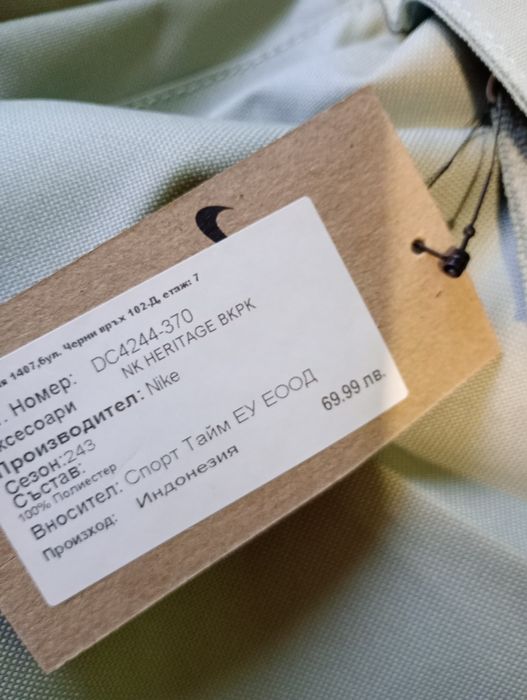 1407,бул. Черни връх 102-Д, етаж: 7
Номер: DC4244-370
NK HERITAGE BKPK
ксесоари
Производител: Nike
Сезон:243
Състав:
100% Полиестер
Вносител: Спорт Тайм ЕУ ЕООД
Произход: Индонезия
69.99 лв.